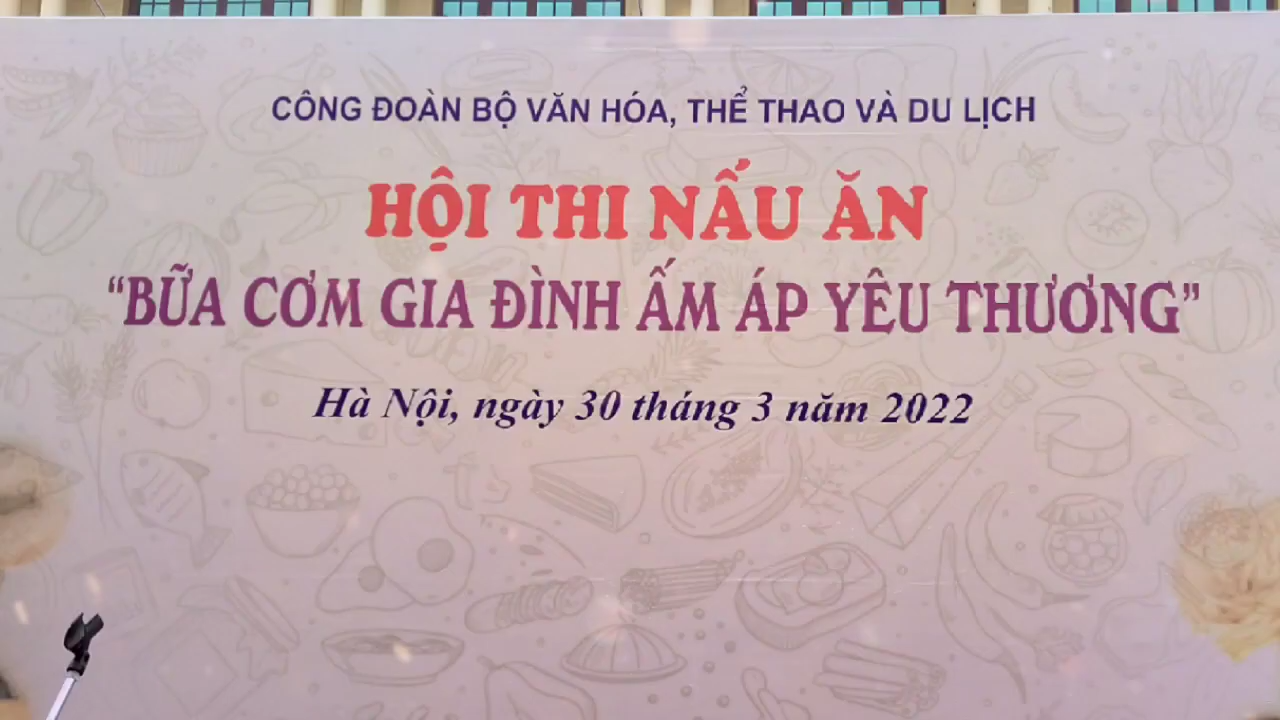 CÔNG ĐOÀN BỘ VĂN HÓA, THỂ THAO VÀ DU LỊCH
HỘI THI NẤU ĂN
“BỮA CƠM GIA ĐÌNH ẤM ÁP YÊU THƯƠNG”
Hà Nội, ngày 30 tháng 3 năm 2022